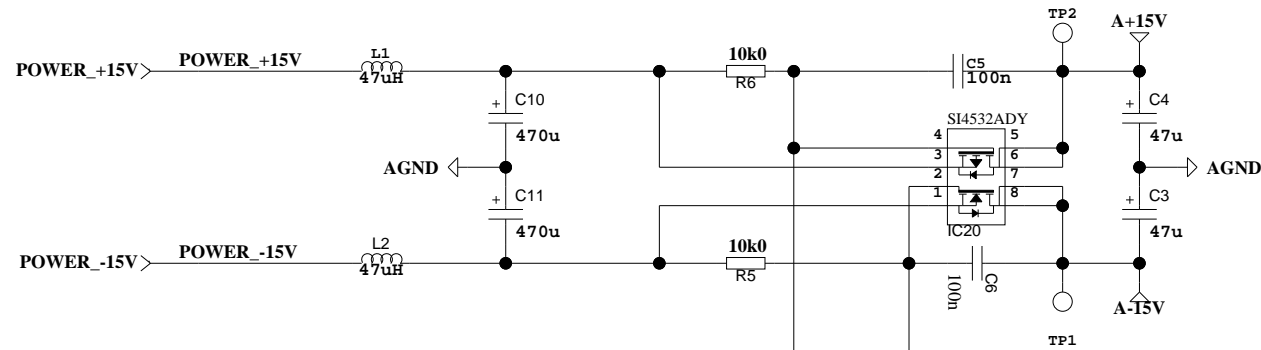 TP2
A+15V
POWER_+15V
POWER_+15V
L1
47uH
10k0
R6
C5
100n
+
C10
470u
SI4532ADY
4
5
3
6
2
7
1
8
+
C4
47u
AGND
AGND
+
C11
470u
+
C3
47u
IC20
POWER_-15V
POWER_-15V
L2
47uH
10k0
R5
100n
C6
A-15V
TP1